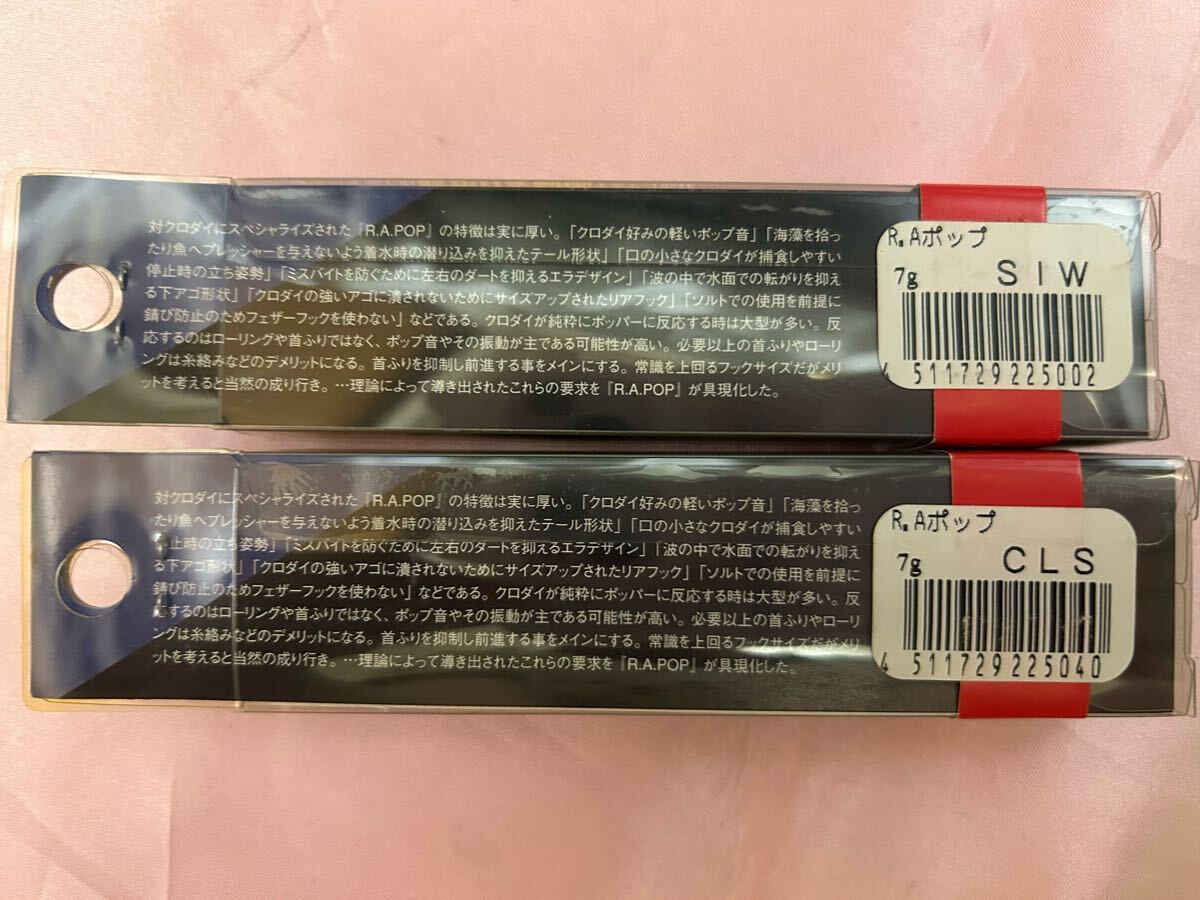 対クロダイにスペシャライズされた『R.A.POP』の特徴は実に厚い。「クロダイ好みの軽いポップ音」「海藻を拾っ
たり魚へプレッシャーを与えないよう着水時の潜り込みを抑えたテール形状」「口の小さなクロダイが捕食しやすい
停止時の立ち姿勢」「ミスバイトを防ぐために左右のダートを抑えるエラデザイン」「波の中で水面での転がりを抑え
る下アゴ形状」「クロダイの強いアゴに潰されないためにサイズアップされたリアフック」「ソルトでの使用を前提に
錆び防止のためフェザーフックを使わない」などである。クロダイが純粋にポッパーに反応する時は大型が多い。反
応するのはローリングや首ふりではなく、ポップ音やその振動が主である可能性が高い。必要以上の首ふりやローリ
ングは糸絡みなどのデメリットになる。首ふりを抑制し前進する事をメインにする。常識を上回るフックサイズだがメリ
ットを考えると当然の成り行き。…理論によって導き出されたこれらの要求を『R.A.POP』が具現化した。
R.Aポップ
7g SIW
4 511729 225002
対クロダイにスペシャライズされた『R.A.POP』の特徴は実に厚い。「クロダイ好みの軽いポップ音」「海藻を拾っ
たり魚へプレッシャーを与えないよう着水時の潜り込みを抑えたテール形状」「口の小さなクロダイが捕食しやすい
停止時の立ち姿勢」「ミスバイトを防ぐために左右のダートを抑えるエラデザイン」「波の中で水面での転がりを抑え
る下アゴ形状」「クロダイの強いアゴに潰されないためにサイズアップされたリアフック」「ソルトでの使用を前提に
錆び防止のためフェザーフックを使わない」などである。クロダイが純粋にポッパーに反応する時は大型が多い。反
応するのはローリングや首ふりではなく、ポップ音やその振動が主である可能性が高い。必要以上の首ふりやローリ
ングは糸絡みなどのデメリットになる。首ふりを抑制し前進する事をメインにする。常識を上回るフックサイズだがメリ
ットを考えると当然の成り行き。…理論によって導き出されたこれらの要求を『R.A.POP』が具現化した。
R.Aポップ
7g CLS
4 511729 225040